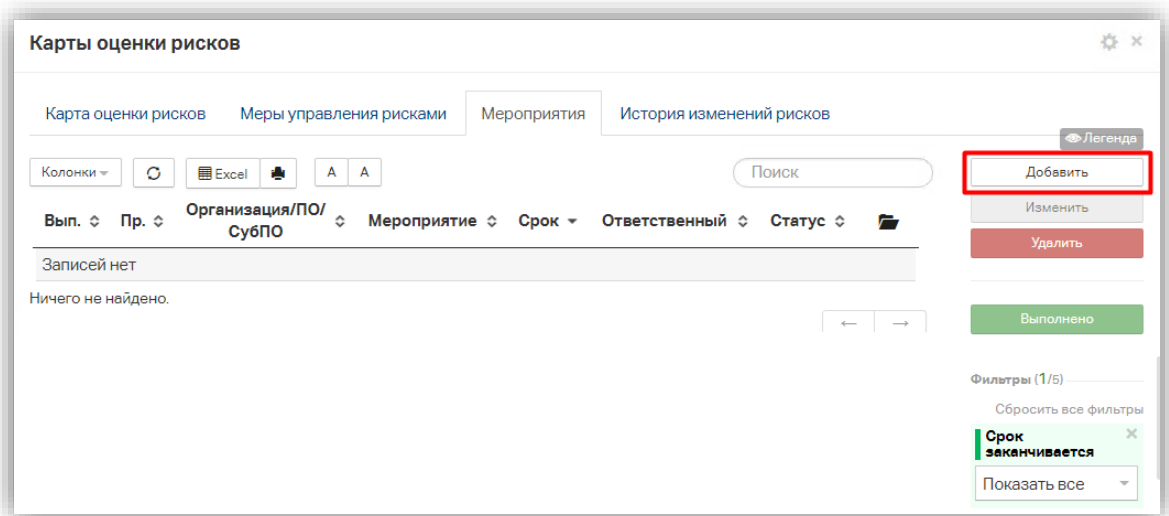 Карты оценки рисков
Карта оценки рисков Меры управления рисками Мероприятия История изменений рисков
Легенда
Колонки Excel A A Поиск Добавить
Изменить
Вып. Пр. Организация/ПО/ Мероприятие Срок Ответственный Статус
СубПО
Удалить
Записей нет
Ничего не найдено.
← → Выполнено
Фильтры (1/5)
Сбросить все фильтры
Срок ×
заканчивается
Показать все